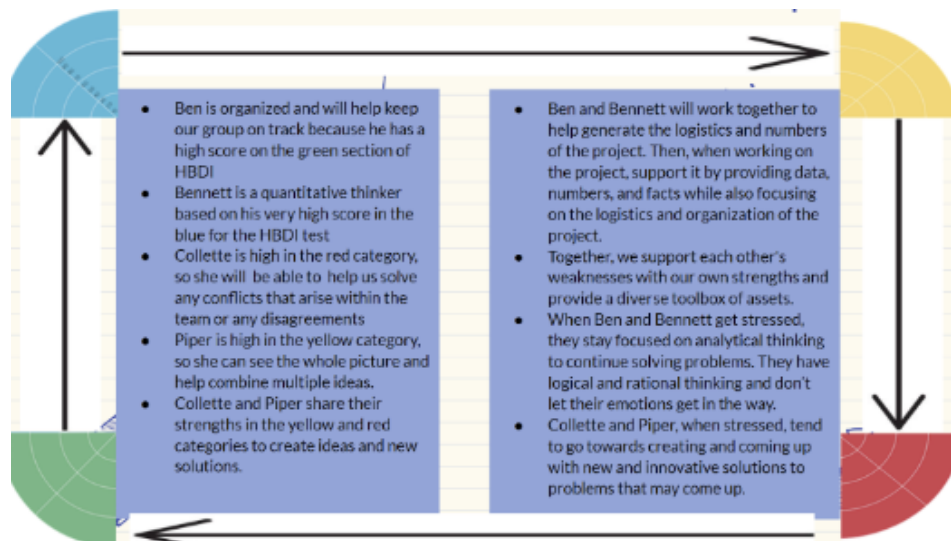 • Ben is organized and will help keep
our group on track because he has a
high score on the green section of
HBDI
• Bennett is a quantitative thinker
based on his very high score in the
blue for the HBDI test
• Collette is high in the red category,
so she will be able to help us solve
any conflicts that arise within the
team or any disagreements
• Piper is high in the yellow category,
so she can see the whole picture and
help combine multiple ideas.
• Collette and Piper share their
strengths in the yellow and red
categories to create ideas and new
solutions.
• Ben and Bennett will work together to
help generate the logistics and numbers
of the project. Then, when working on
the project, support it by providing data,
numbers, and facts while also focusing
on the logistics and organization of the
project.
• Together, we support each other's
weaknesses with our own strengths and
provide a diverse toolbox of assets.
• When Ben and Bennett get stressed,
they stay focused on analytical thinking
to continue solving problems. They have
logical and rational thinking and don't
let their emotions get in the way.
• Collette and Piper, when stressed, tend
to go towards creating and coming up
with new and innovative solutions to
problems that may come up.